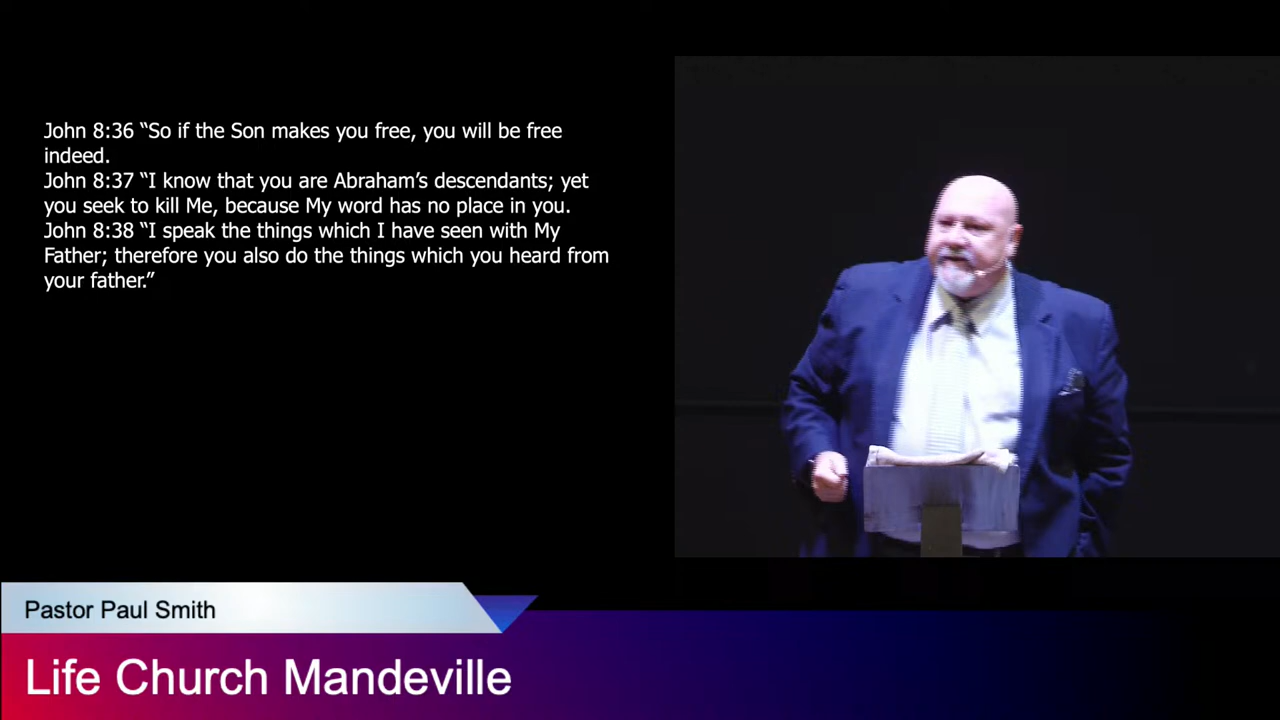 John 8:36 “So if the Son makes you free, you will be free
indeed.
John 8:37 “I know that you are Abraham’s descendants; yet
you seek to kill Me, because My word has no place in you.
John 8:38 “I speak the things which I have seen with My
Father; therefore you also do the things which you heard from
your father.”
Pastor Paul Smith
Life Church Mandeville